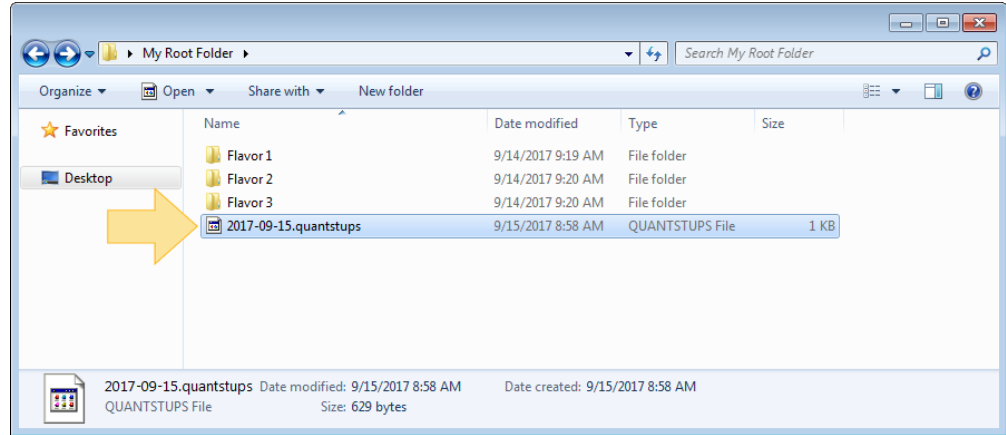 My Root Folder
Search My Root Folder
Organize Open Share with New folder
Name Date modified Type Size
Favorites
Desktop
Flavor 1 9/14/2017 9:19 AM File folder
Flavor 2 9/14/2017 9:20 AM File folder
Flavor 3 9/14/2017 9:20 AM File folder
2017-09-15.quantstups 9/15/2017 8:58 AM QUANTSTUPS File 1 KB
2017-09-15.quantstups Date modified: 9/15/2017 8:58 AM Date created: 9/15/2017 8:58 AM
QUANTSTUPS File Size: 629 bytes